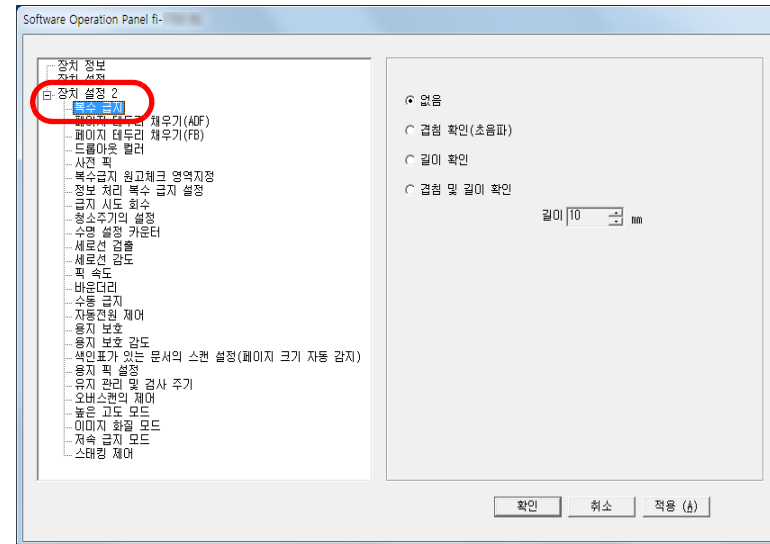 Software Operation Panel fi-
장치 정보
장치 설정
장치 설정 2
복수 급지
페이지 테두리 채우기(ADF)
페이지 테두리 채우기(FB)
드롭아웃 컬러
사전 픽
복수급지 원고체크 영역지정
정보 처리 복수 급지 설정
급지 시도 회수
청소주기의 설정
수명 설정 카운터
세로선 검출
세로선 감도
픽 속도
바운더리
수동 급지
자동전원 제어
용지 보호
용지 보호 감도
색인표가 있는 문서의 스캔 설정(페이지 크기 자동 감지)
용지 픽 설정
유지 관리 및 검사 주기
오버스캔의 제어
높은 고도 모드
이미지 화질 모드
저속 급지 모드
스태킹 제어
없음
겹침 확인(초음파)
길이 확인
겹침 및 길이 확인
길이 10 mm
확인 취소 적용 (A)